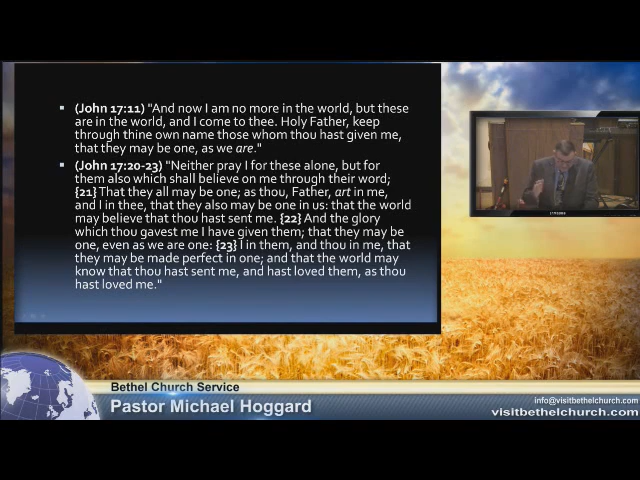 ▪ (John 17:11) "And now I am no more in the world, but these
are in the world, and I come to thee. Holy Father, keep
through thine own name those whom thou hast given me,
that they may be one, as we are."
▪ (John 17:20-23) "Neither pray I for these alone, but for
them also which shall believe on me through their word;
{21} That they all may be one; as thou, Father, art in me,
and I in thee, that they also may be one in us: that the world
may believe that thou hast sent me. {22} And the glory
which thou gavest me I have given them; that they may be
one, even as we are one: {23} I in them, and thou in me, that
they may be made perfect in one; and that the world may
know that thou hast sent me, and hast loved them, as thou
hast loved me."
Bethel Church Service
Pastor Michael Hoggard
info@visitbethelchurch.com
visitbethelchurch.com